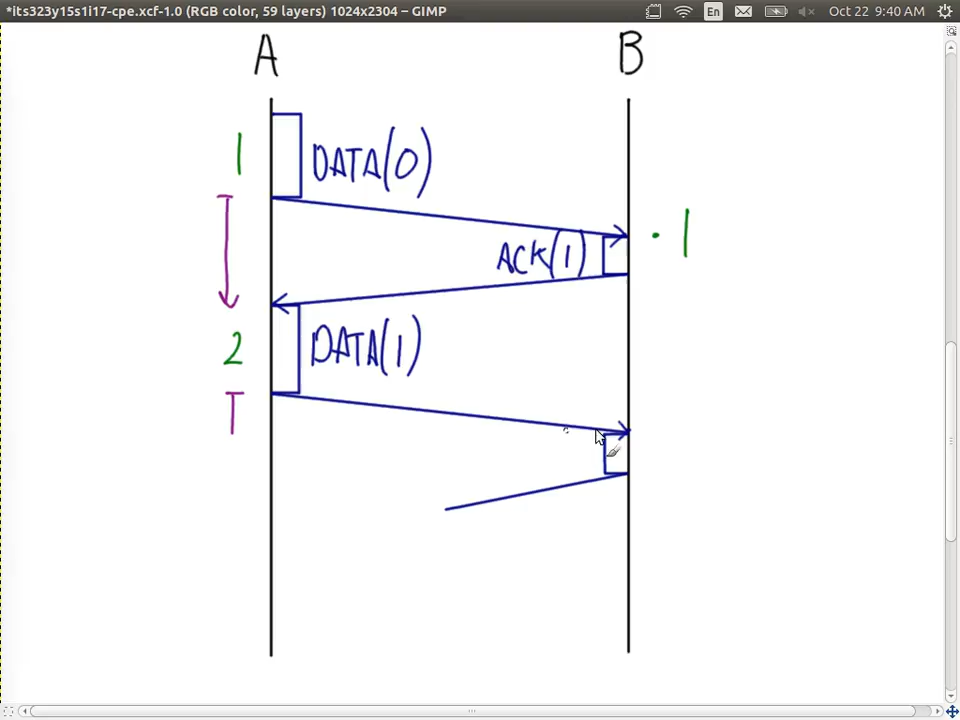 *its323y15s1i17-cpe.xcf-1.0 (RGB color, 59 layers) 1024x2304 – GIMP
En
Oct 22 9:40 AM
A
B
1
DATA(0)
1
ACK(1)
2
DATA(1)
T